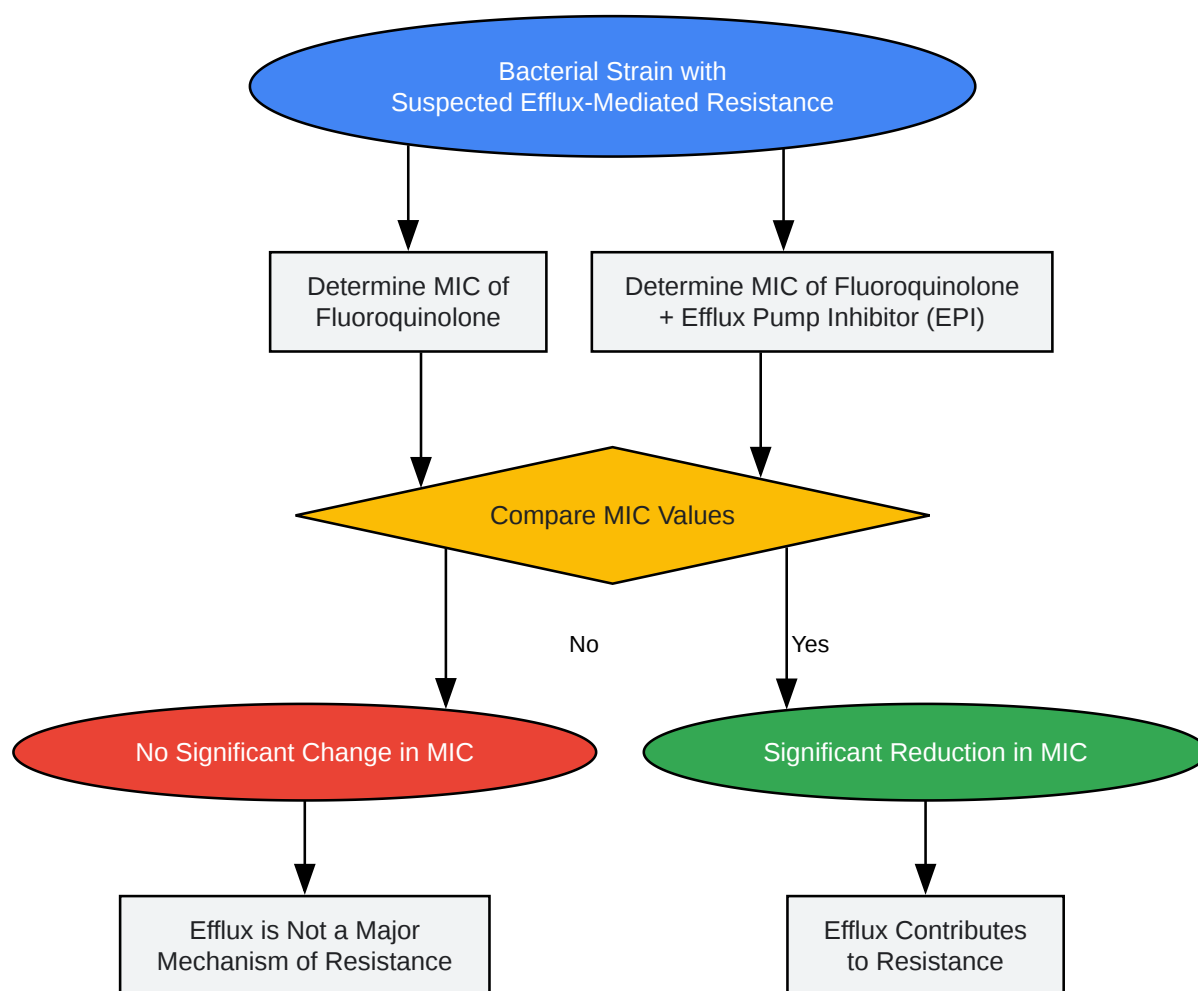 Bacterial Strain with
Suspected Efflux-Mediated Resistance
Determine MIC of
Fluoroquinolone
Determine MIC of Fluoroquinolone
+ Efflux Pump Inhibitor (EPI)
Compare MIC Values
No
Yes
No Significant Change in MIC
Significant Reduction in MIC
Efflux is Not a Major
Mechanism of Resistance
Efflux Contributes
to Resistance